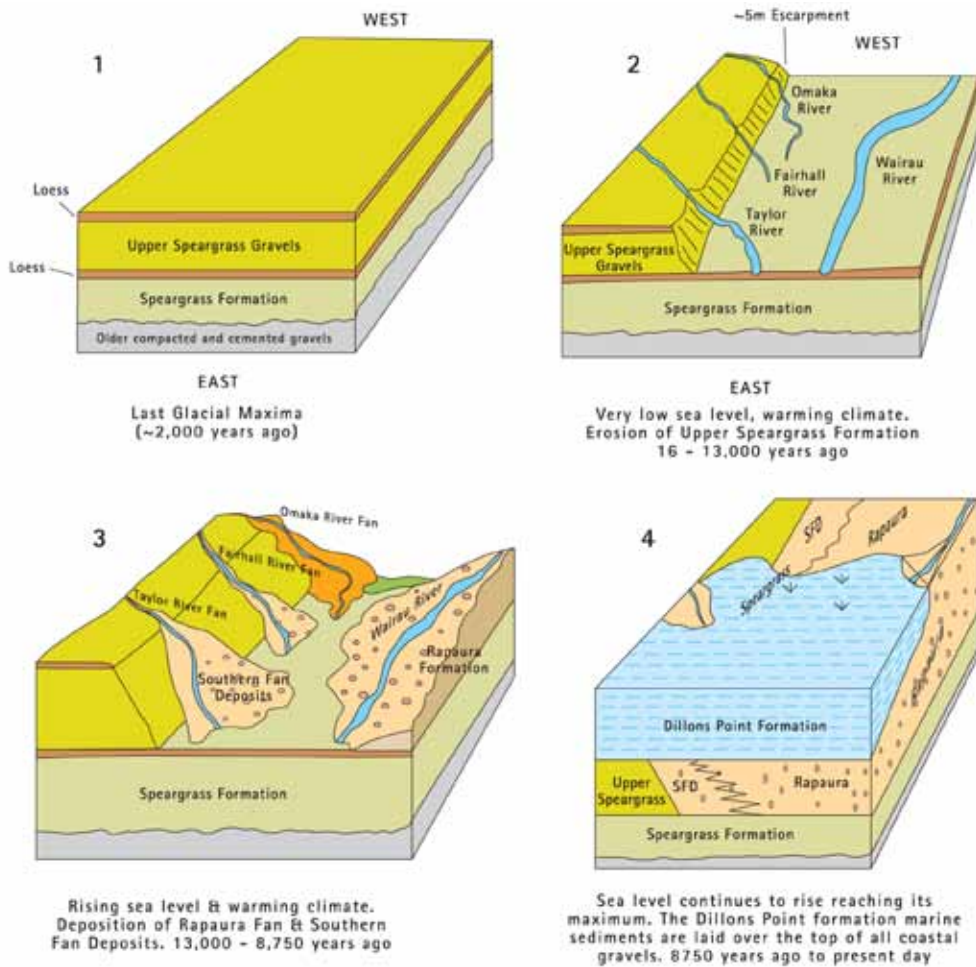 WEST
1
Loess
Upper Speargrass Gravels
Loess
Speargrass Formation
Older compacted and cemented gravels
EAST
Last Glacial Maxima
(~2,000 years ago)
~5m Escarpment
WEST
2
Omaka
River
Wairau
River
Fairhall
River
Taylor
River
Upper Speargrass
Gravels
Speargrass Formation
EAST
Very low sea level, warming climate.
Erosion of Upper Speargrass Formation
16 - 13,000 years ago
3
Omaka River Fan
Fairhall River Fan
Taylor River Fan
Wairau River
Rapaura
Formation
Southern Fan
Deposits
Speargrass Formation
Rising sea level & warming climate.
Deposition of Rapaura Fan & Southern
Fan Deposits. 13,000 - 8,750 years ago
4
SFD
Rapaura
Speargrass
Dillons Point Formation
Upper
Speargrass
SFD
Rapaura
Speargrass Formation
Sea level continues to rise reaching its
maximum. The Dillons Point formation marine
sediments are laid over the top of all coastal
gravels. 8750 years ago to present day